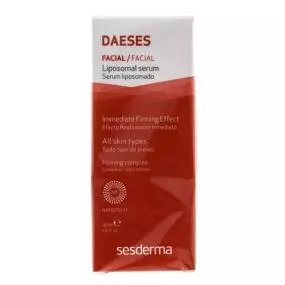 DAESES
FACIAL / FACIAL
Liposomal serum
Serum liposomado
Immediate Firming Effect
Efecto Reafirmante Inmediato
All skin types
Todo tipo de pieles
Firming complex
NANOTECH
sesderma